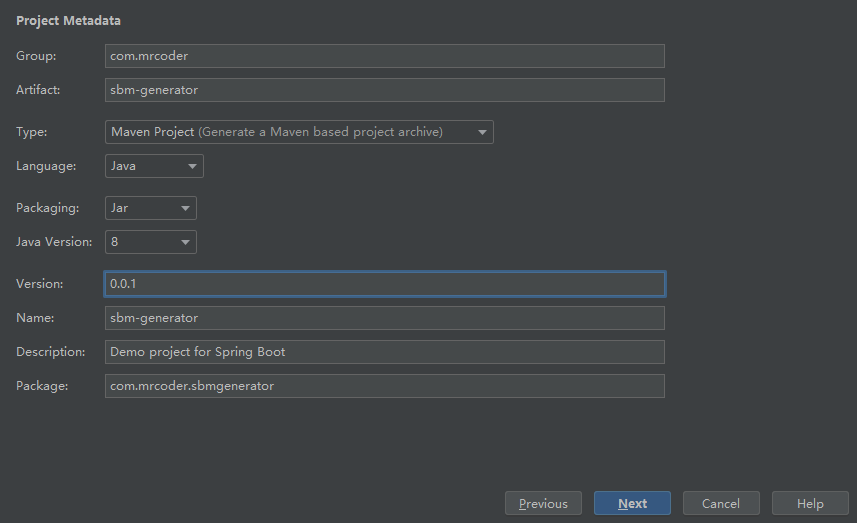 Project Metadata
Group: com.mrcoder
Artifact: sbm-generator
Type: Maven Project (Generate a Maven based project archive)
Language: Java
Packaging: Jar
Java Version: 8
Version: 0.0.1
Name: sbm-generator
Description: Demo project for Spring Boot
Package: com.mrcoder.sbmgenerator
Previous Next Cancel Help